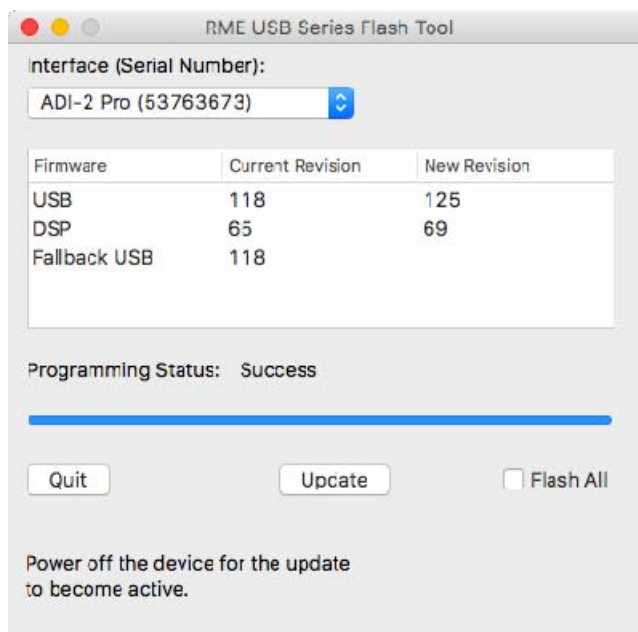 RME USB Series Flash Tool
Interface (Serial Number):
ADI-2 Pro (53763673)
Firmware Current Revision New Revision
USB 118 125
DSP 65 69
Fallback USB 118
Programming Status: Success
Quit Update Flash All
Power off the device for the update
to become active.